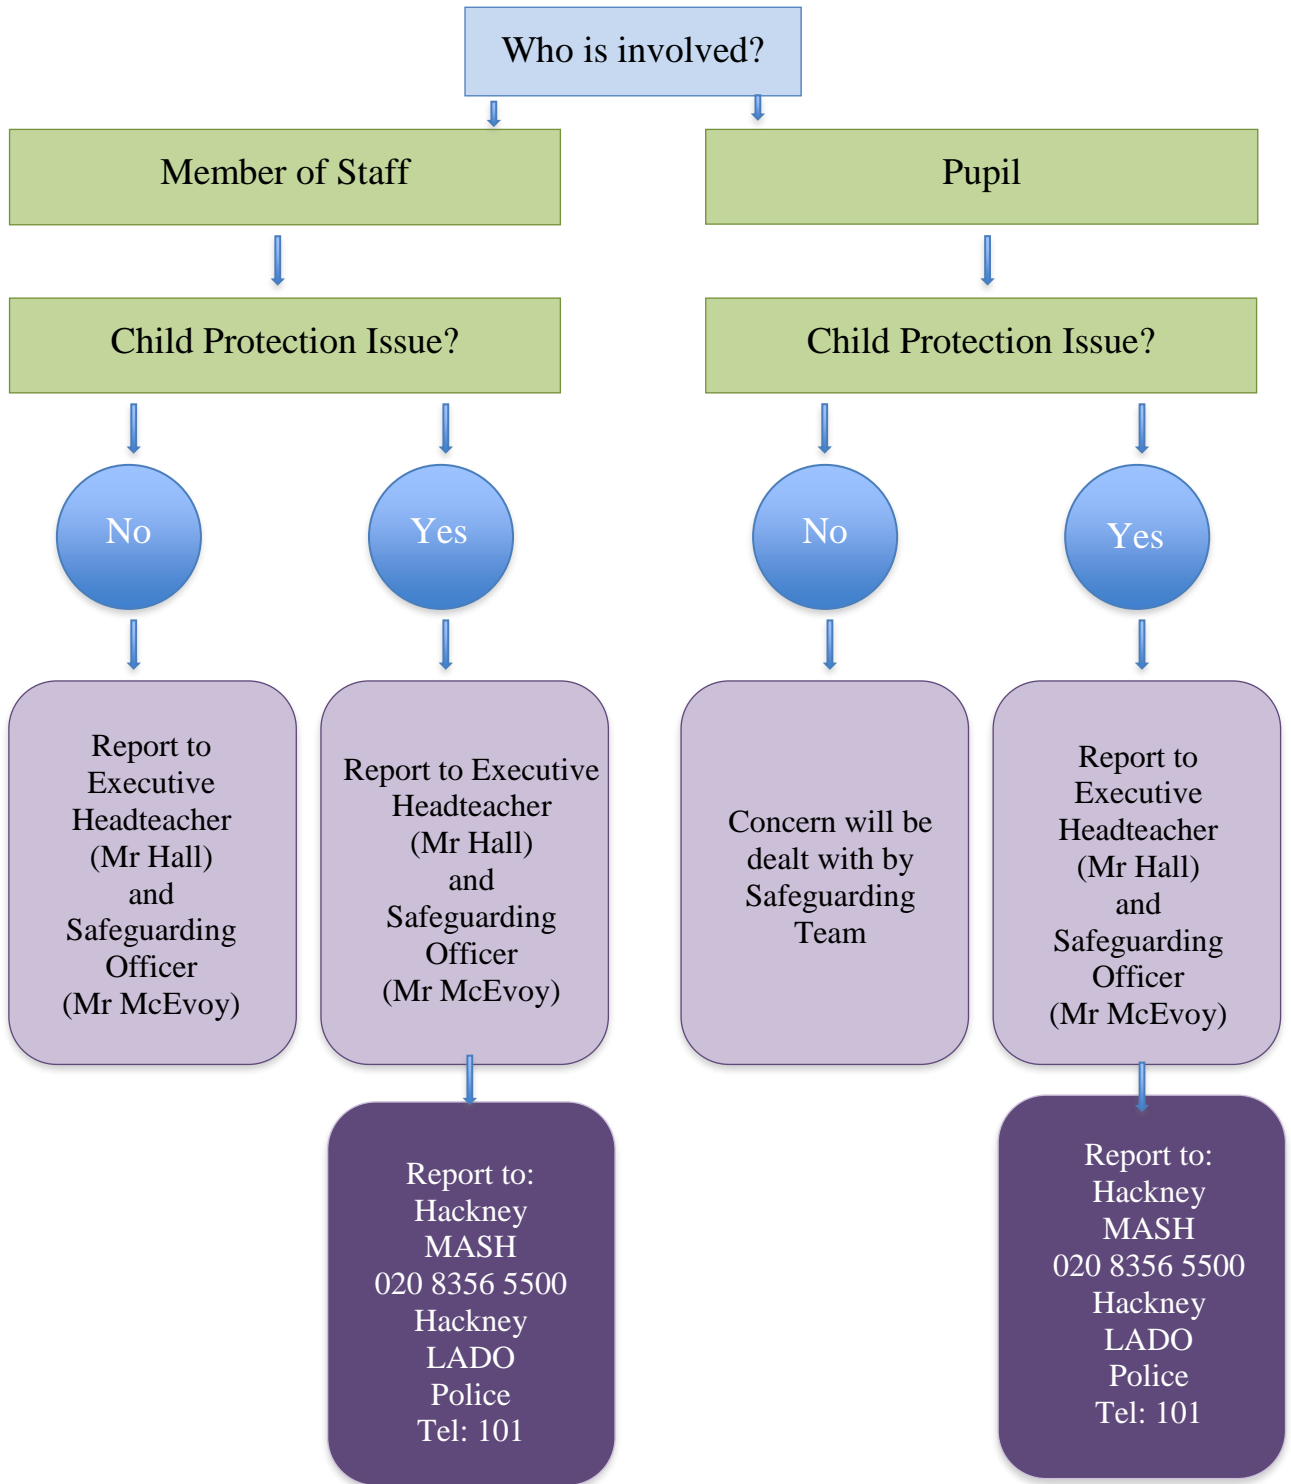 Who is involved?
Member of Staff
Pupil
Child Protection Issue?
Child Protection Issue?
No
Yes
No
Yes
Report to
Executive
Headteacher
(Mr Hall)
and
Safeguarding
Officer
(Mr McEvoy)
Report to Executive
Headteacher
(Mr Hall)
and
Safeguarding
Officer
(Mr McEvoy)
Concern will be
dealt with by
Safeguarding
Team
Report to
Executive
Headteacher
(Mr Hall)
and
Safeguarding
Officer
(Mr McEvoy)
Report to:
Hackney
MASH
020 8356 5500
Hackney
LADO
Police
Tel: 101
Report to:
Hackney
MASH
020 8356 5500
Hackney
LADO
Police
Tel: 101